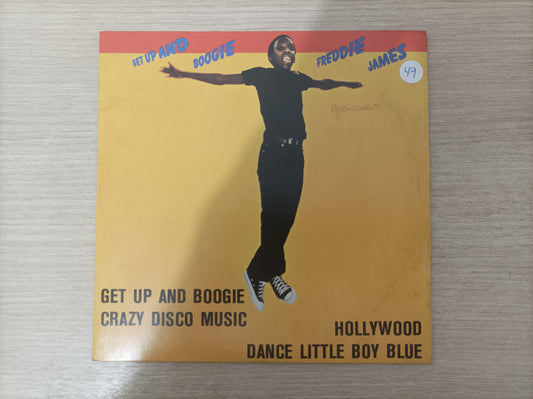 GET UP AND BOOGIE FREDDIE JAMES
49
GET UP AND BOOGIE
CRAZY DISCO MUSIC
HOLLYWOOD
DANCE LITTLE BOY BLUE